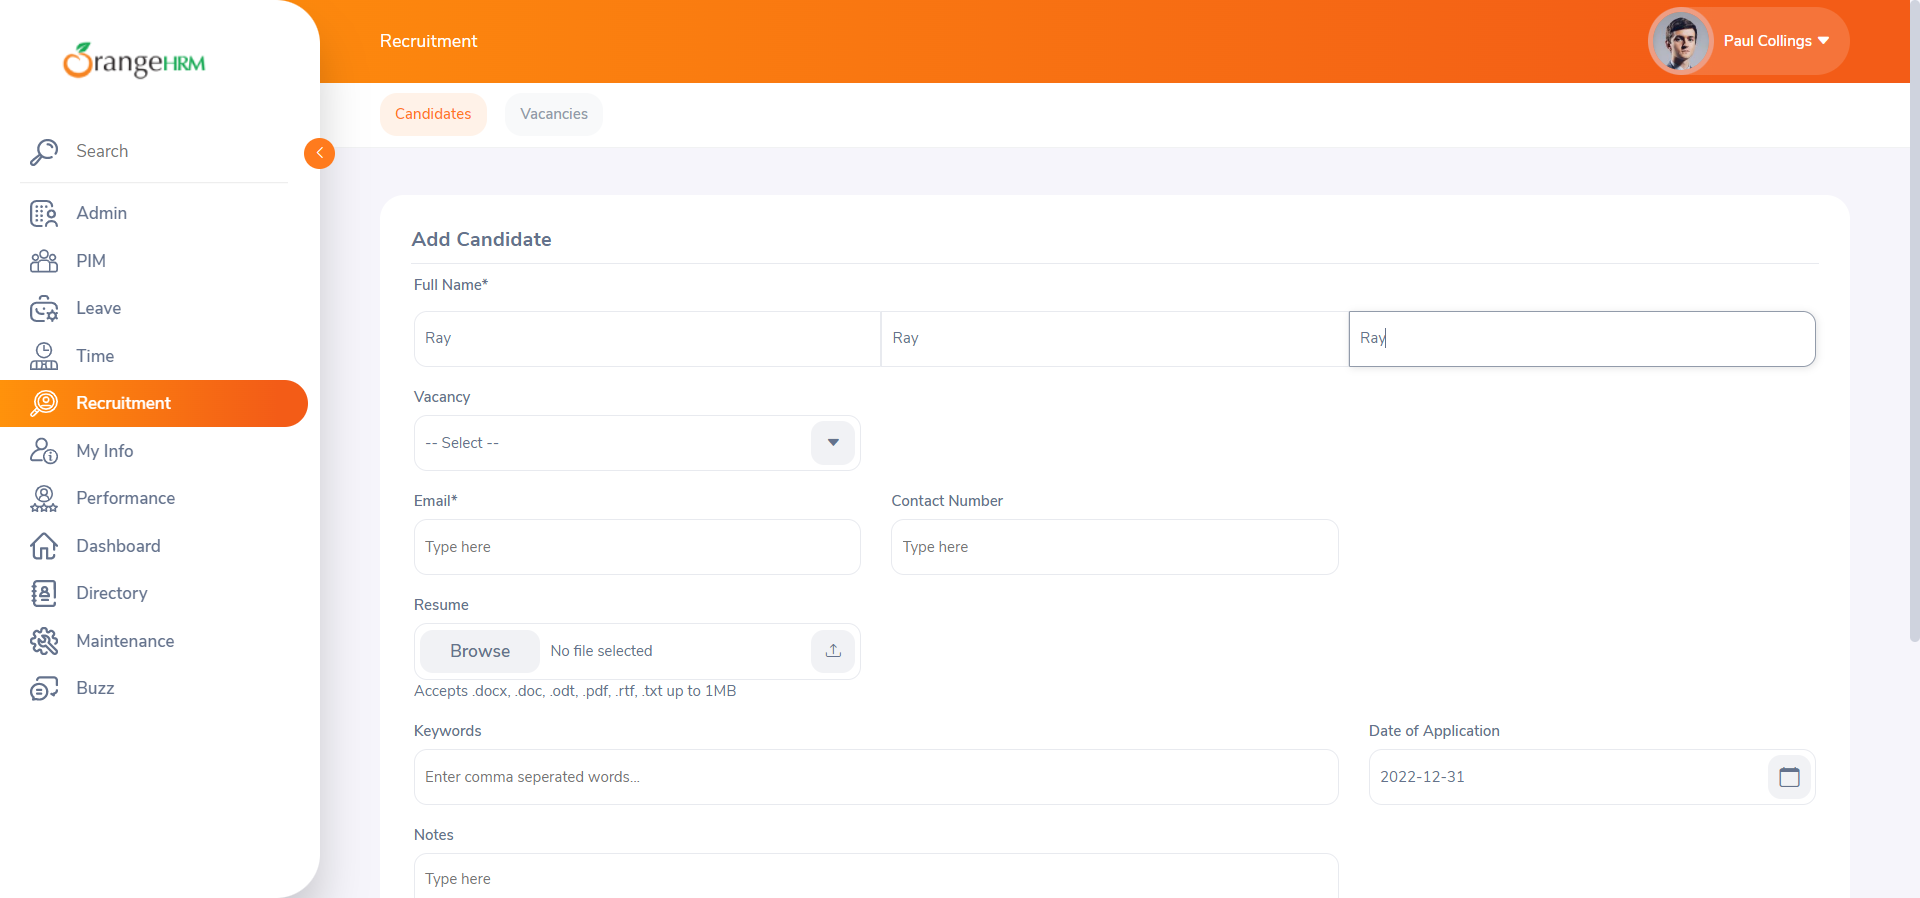 OrangeHRM
Recruitment
Paul Collings
Candidates
Vacancies
Search
Admin
PIM
Leave
Time
Recruitment
My Info
Performance
Dashboard
Directory
Maintenance
Buzz
Add Candidate
Full Name*
Ray
Ray
Ray
Vacancy
-- Select --
Email*
Contact Number
Type here
Type here
Resume
Browse
No file selected
Accepts .docx, .doc, .odt, .pdf, .rtf, .txt up to 1MB
Keywords
Date of Application
Enter comma seperated words...
2022-12-31
Notes
Type here